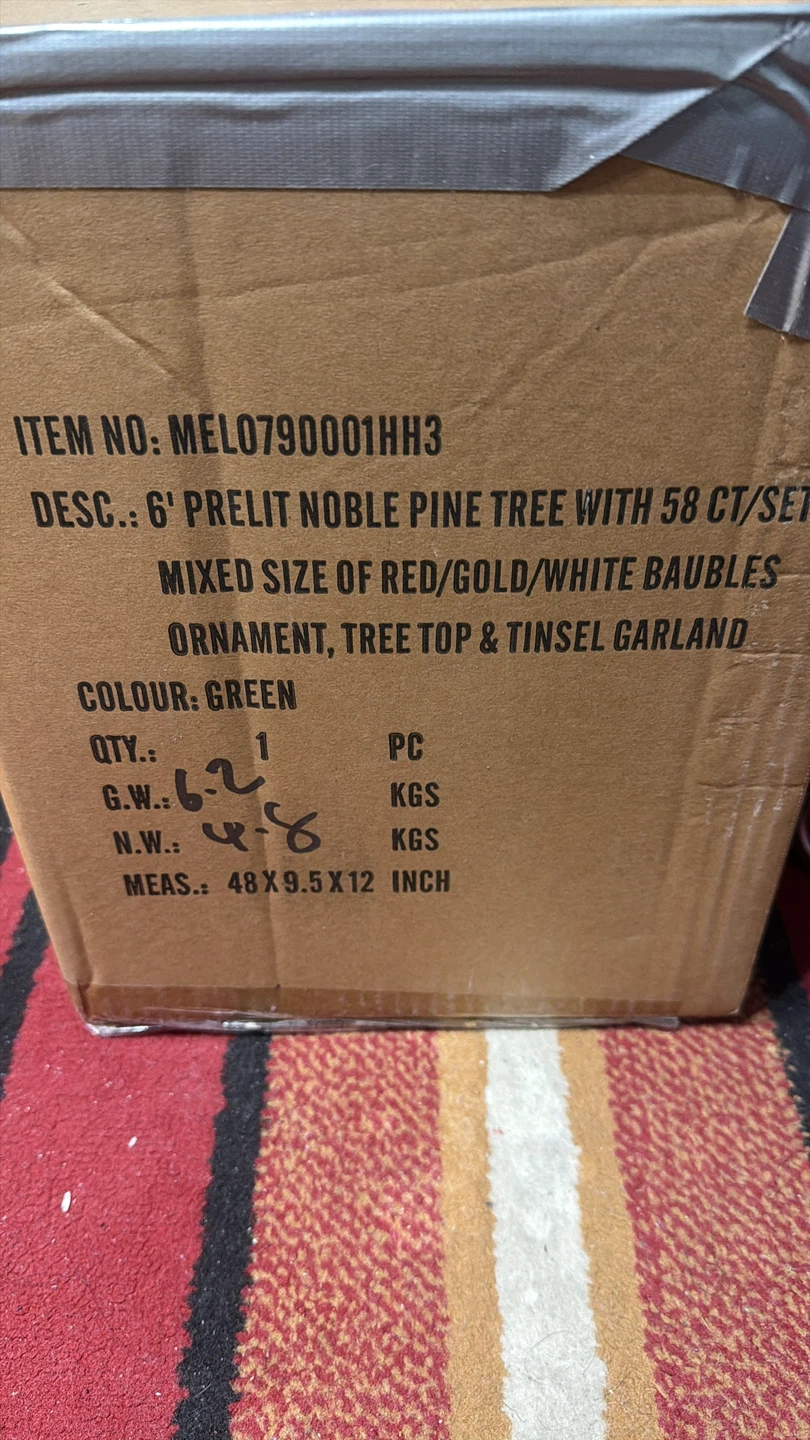 ITEM NO: MEL0790001HH3
DESC.: 6' PRELIT NOBLE PINE TREE WITH 58 CT/SET
MIXED SIZE OF RED/GOLD/WHITE BAUBLES
ORNAMENT, TREE TOP & TINSEL GARLAND
COLOUR: GREEN
QTY.: 1 PC
G.W.: 6.2 KGS
N.W.: 4.8 KGS
MEAS.: 48 X 9.5 X 12 INCH